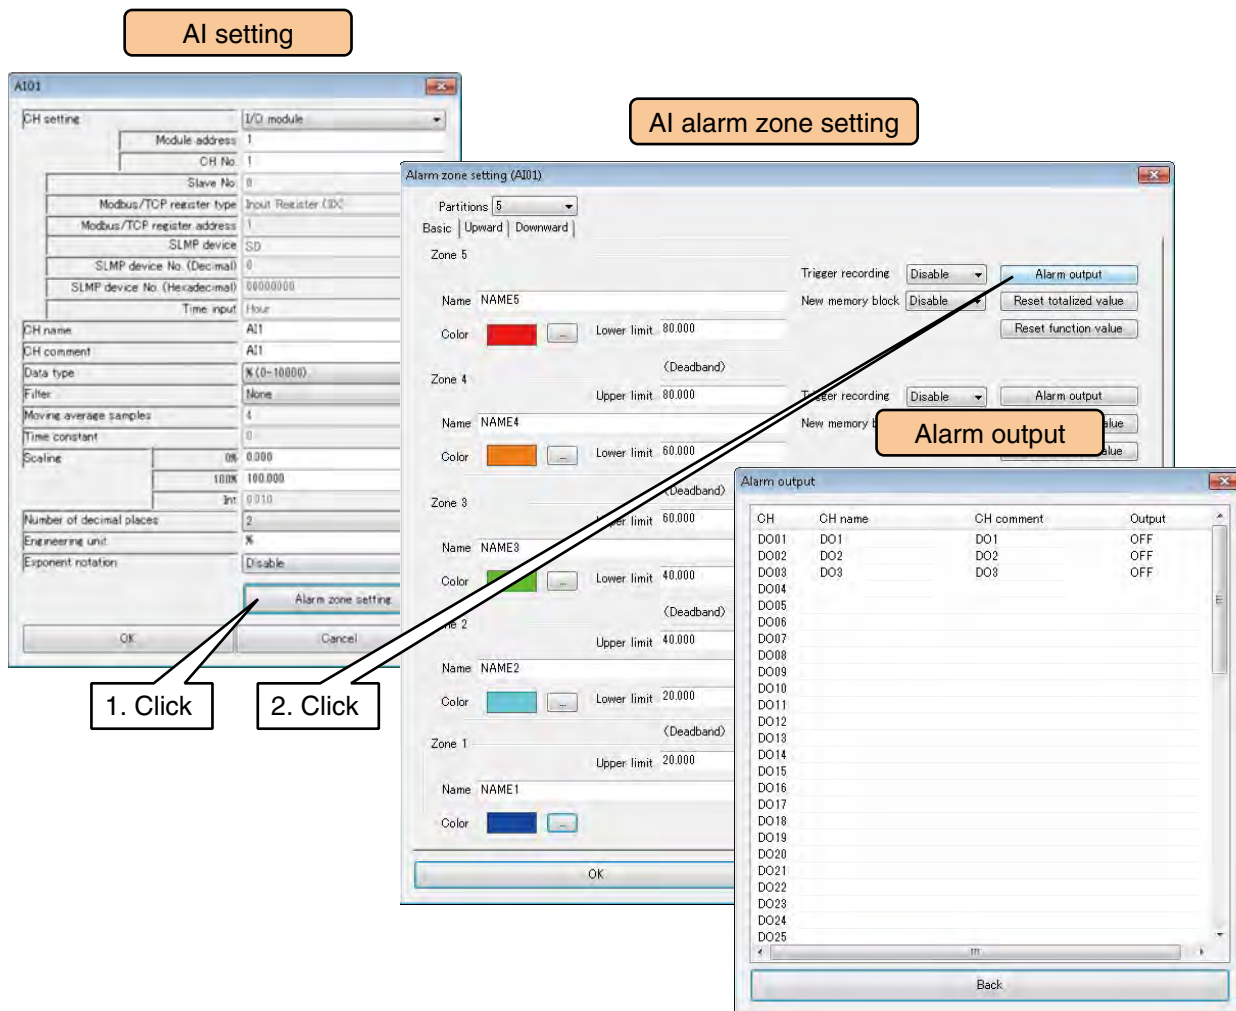 AI setting
AI01
CH setting I/O module
Module address 1
CH No. 1
Slave No. 0
Modbus/TCP register type Input Register (3X
Modbus/TCP register address 1
SLMP device SD
SLMP device No. (Decimal) 0
SLMP device No. (Hexadecimal) 00000000
Time input Hour
CH name AI1
CH comment AI1
Data type % (0-10000)
Filter None
Moving average samples 4
Time constant 0
Scaling 0% 0.000
100% 100.000
Int 0.010
Number of decimal places 2
Engineering unit %
Exponent notation Disable
Alarm zone setting
OK Cancel
1. Click
2. Click
AI alarm zone setting
Alarm zone setting (AI01)
Partitions 5
Basic Upward Downward
Zone 5
Trigger recording Disable Alarm output
Name NAME5 New memory block Disable Reset totalized value
Color ... Lower limit 80.000 Reset function value
(Deadband)
Zone 4
Upper limit 80.000 Trigger recording Disable Alarm output
Name NAME4 New memory b alue
Color ... Lower limit 60.000 alue
(Deadband)
Zone 3
Upper limit 60.000
Name NAME3
Color ... Lower limit 40.000
(Deadband)
ne 2
Upper limit 40.000
Name NAME2
Color ... Lower limit 20.000
(Deadband)
Zone 1
Upper limit 20.000
Name NAME1
Color ...
OK
Alarm output
Alarm output
CH CH name CH comment Output
DO01 DO1 DO1 OFF
DO02 DO2 DO2 OFF
DO03 DO3 DO3 OFF
DO04
DO05
DO06
DO07
DO08
DO09
DO10
DO11
DO12
DO13
DO14
DO15
DO16
DO17
DO18
DO19
DO20
DO21
DO22
DO23
DO24
DO25
Back